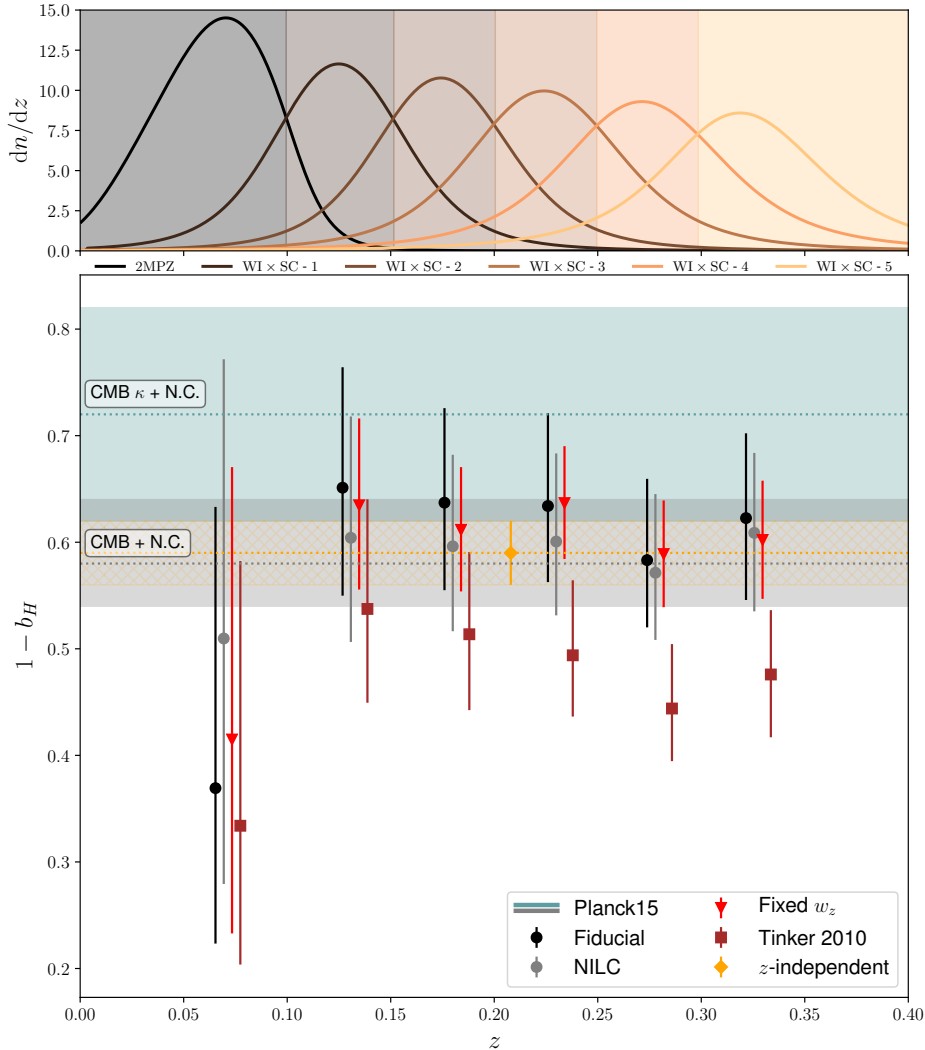 15.0
12.5
10.0
7.5
5.0
2.5
0.0
dn/dz
2MPZ WI × SC - 1 WI × SC - 2 WI × SC - 3 WI × SC - 4 WI × SC - 5
0.8
0.7
0.6
0.5
0.4
0.3
0.2
1 − b_H
CMB κ + N.C.
CMB + N.C.
Planck15 Fixed w_z
Fiducial Tinker 2010
NILC z-independent
0.00 0.05 0.10 0.15 0.20 0.25 0.30 0.35 0.40
z